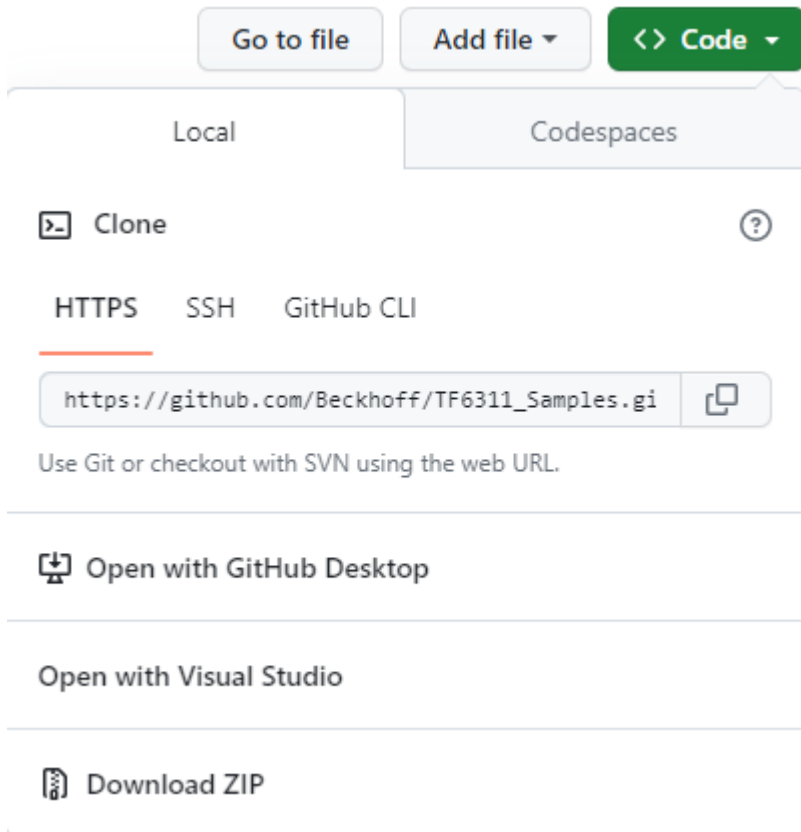 Go to file Add file <> Code
Local Codespaces
Clone
HTTPS SSH GitHub CLI
https://github.com/Beckhoff/TF6311_Samples.gi
Use Git or checkout with SVN using the web URL.
Open with GitHub Desktop
Open with Visual Studio
Download ZIP